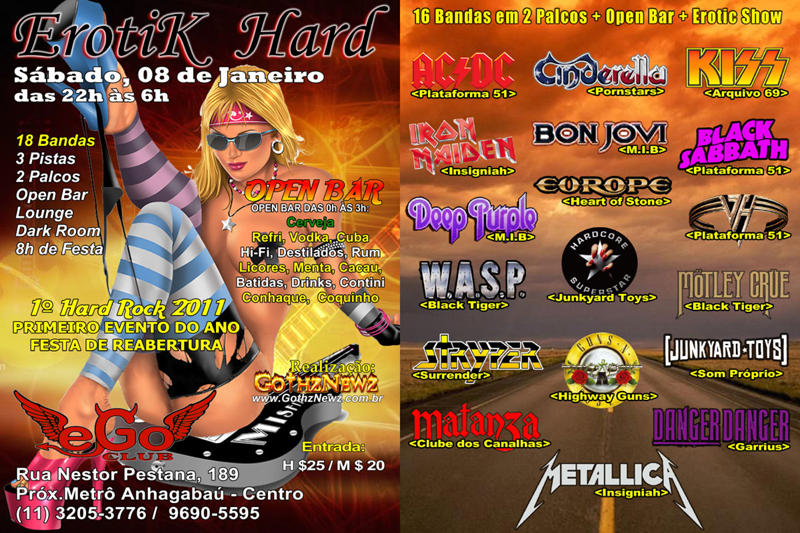 ErotiK Hard
Sábado, 08 de Janeiro
das 22h às 6h
18 Bandas
3 Pistas
2 Palcos
Open Bar
Lounge
Dark Room
8h de Festa
OPEN BAR
OPEN BAR DAS 0h ÀS 3h:
Cerveja
Refri, Vodka, Cuba
Hi-Fi, Destilados, Rum
Licores, Menta, Cacau,
Batidas, Drinks, Contini
Conhaque, Coquinho
1º Hard Rock 2011
PRIMEIRO EVENTO DO ANO
FESTA DE REABERTURA
Realização:
GothzNewz
www.GothzNewz.com.br
eGo
CLUB
Entrada:
H $25 / M $ 20
Rua Nestor Pestana, 189
Próx.Metrô Anhagabaú - Centro
(11) 3205-3776 / 9690-5595
16 Bandas em 2 Palcos + Open Bar + Erotic Show
AC DC
<Plataforma 51>
Cinderella
<Pornstars>
KISS
<Arquivo 69>
IRON MAIDEN
<Insigniah>
BON JOVI
<M.I.B>
BLACK SABBATH
<Plataforma 51>
EUROPE
<Heart of Stone>
Deep Purple
<M.I.B>
HARDCORE SUPERSTAR
<Junkyard Toys>
VH
<Plataforma 51>
W.A.S.P.
<Black Tiger>
MÖTLEY CRÜE
<Black Tiger>
STRYPER
<Surrender>
GUNS N ROSES
<Highway Guns>
[JUNKYARD-TOYS]
<Som Próprio>
Matanza
<Clube dos Canalhas>
DANGER DANGER
<Garrius>
METALLICA
<Insigniah>